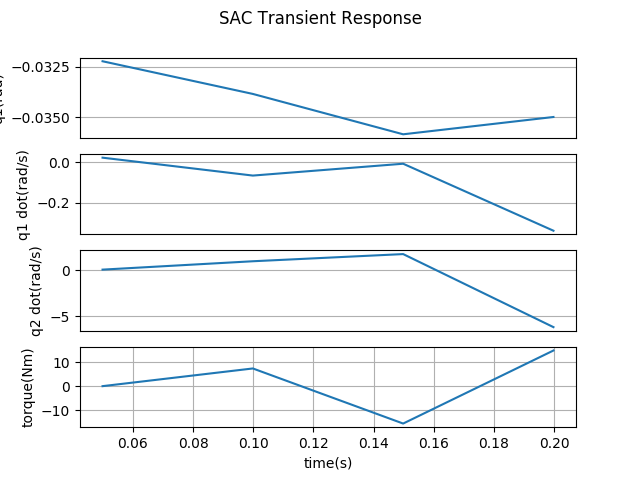 SAC Transient Response
−0.0325
−0.0350
0.0
−0.2
q1 dot(rad/s)
0
−5
q2 dot(rad/s)
10
0
−10
torque(Nm)
0.06 0.08 0.10 0.12 0.14 0.16 0.18 0.20
time(s)